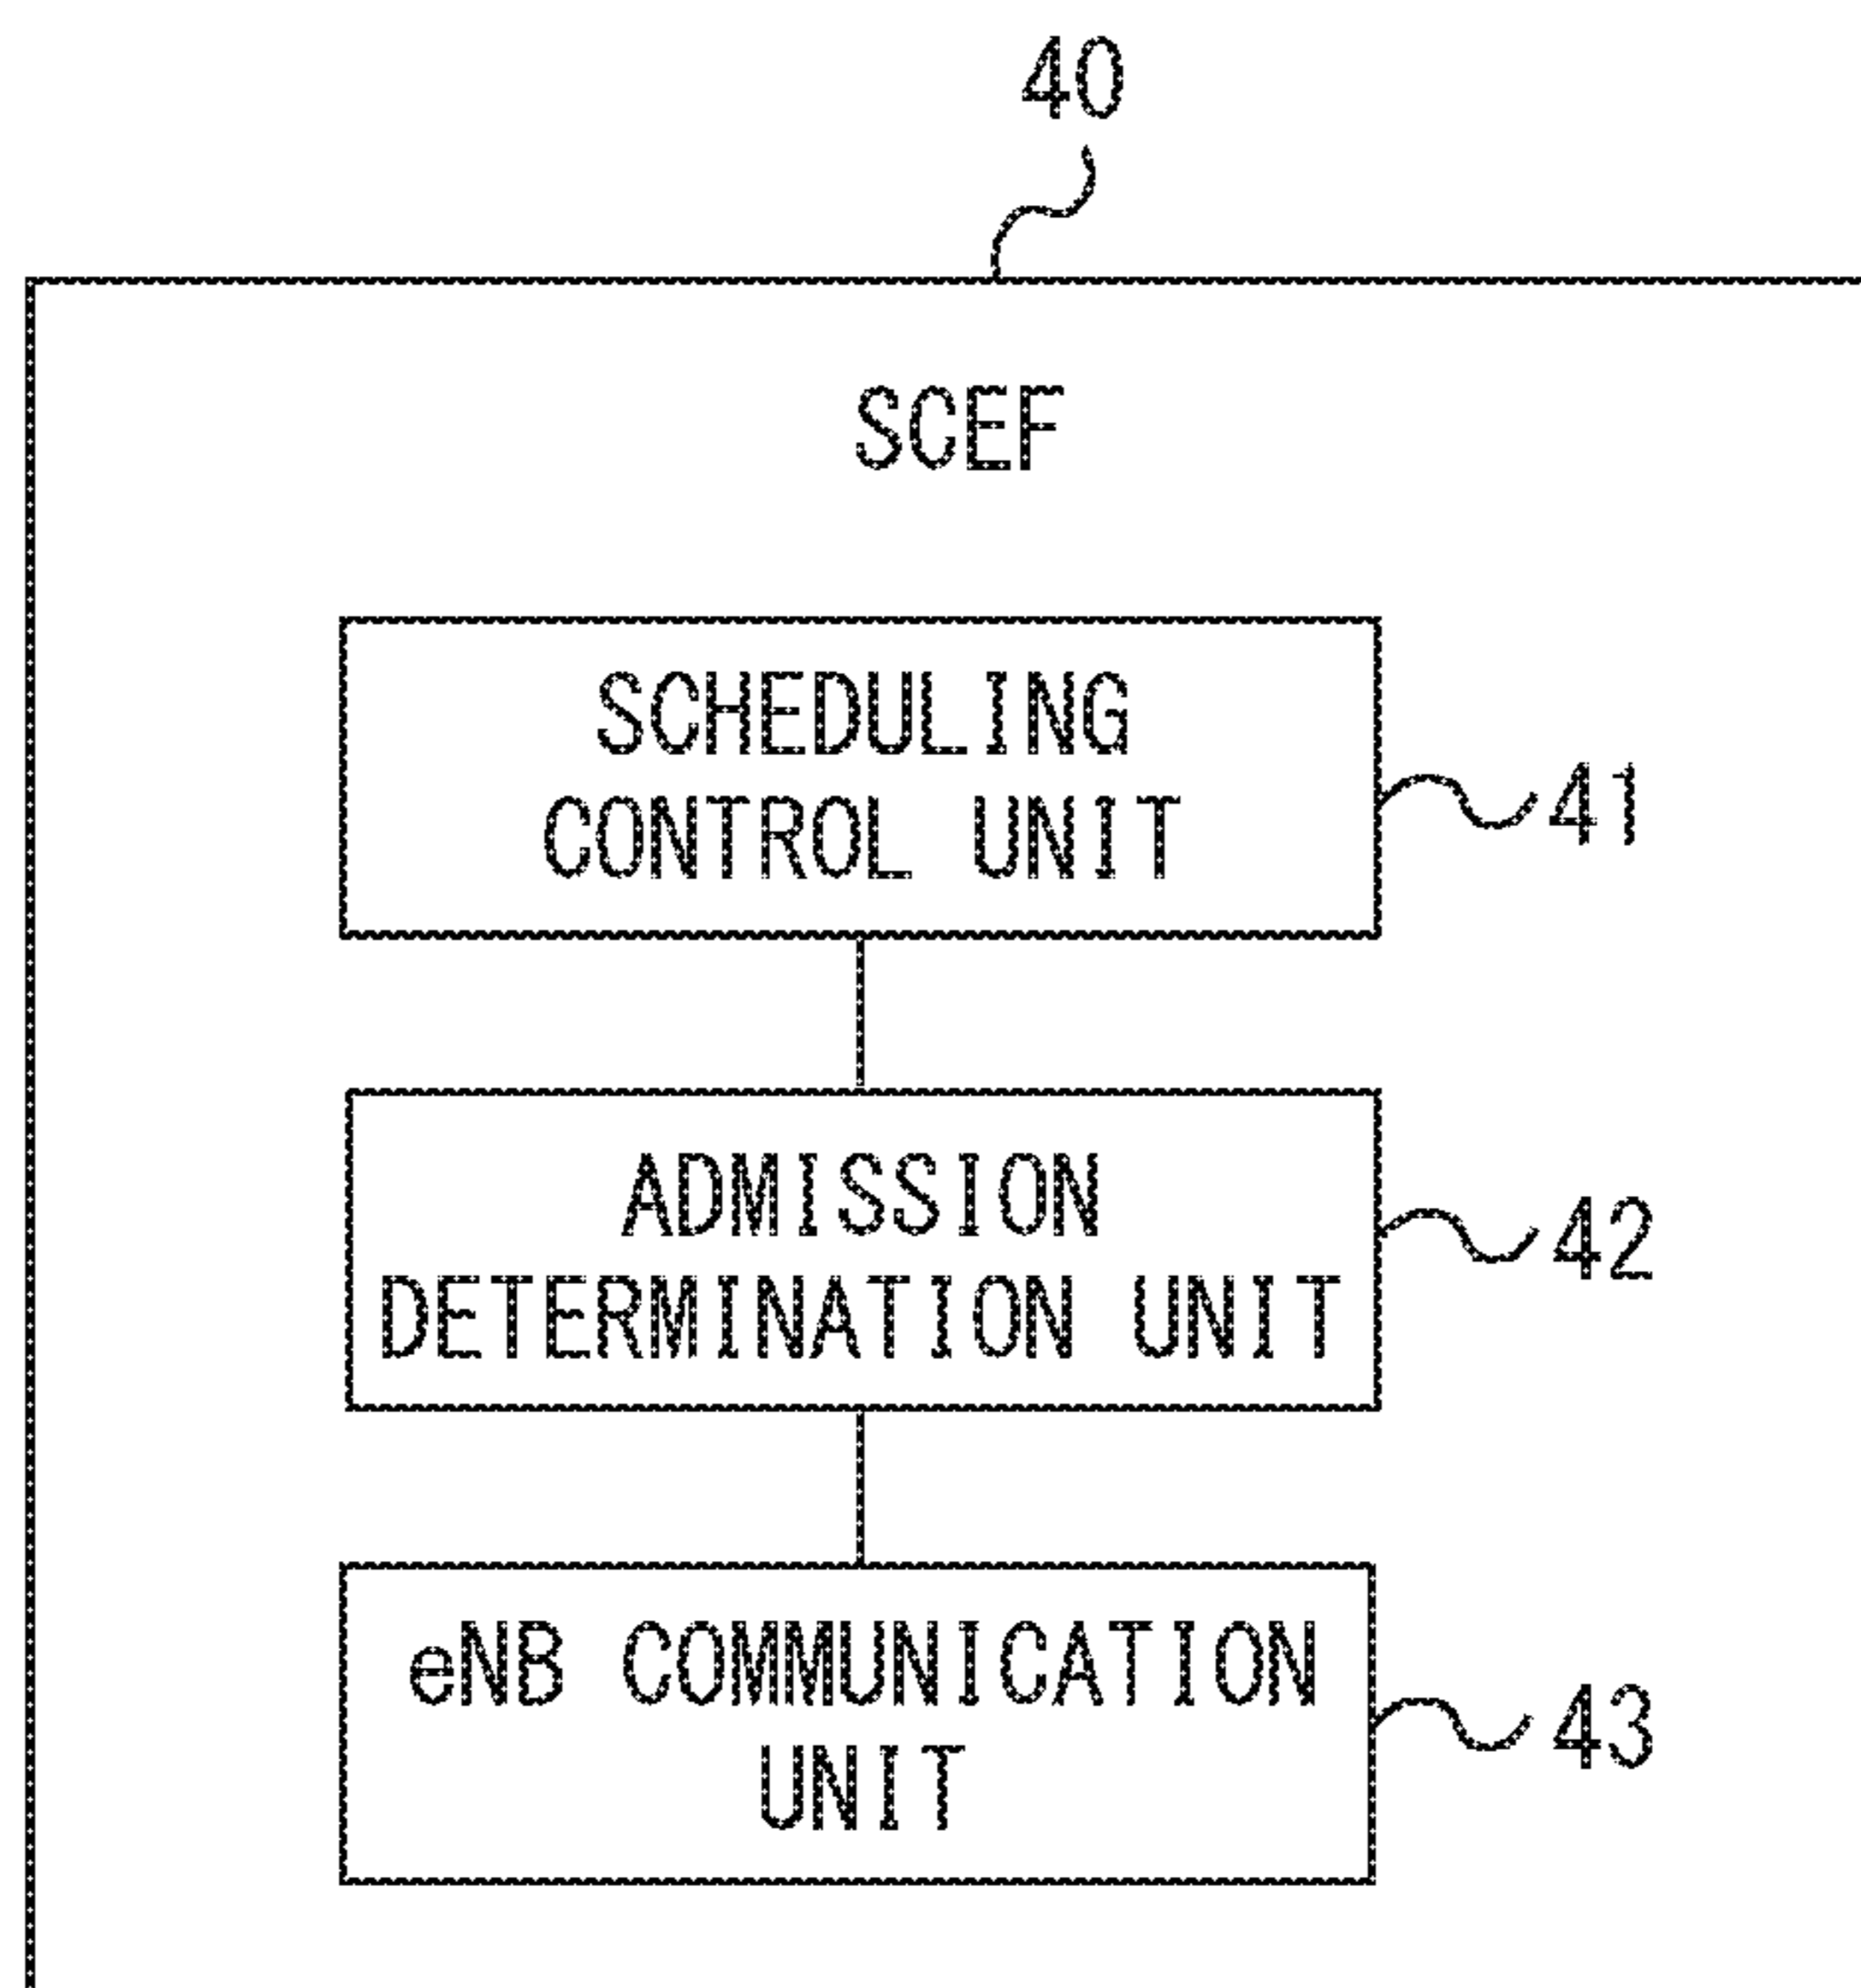 40
SCEF
SCHEDULING
CONTROL UNIT
41
ADMISSION
DETERMINATION UNIT
42
eNB COMMUNICATION
UNIT
43